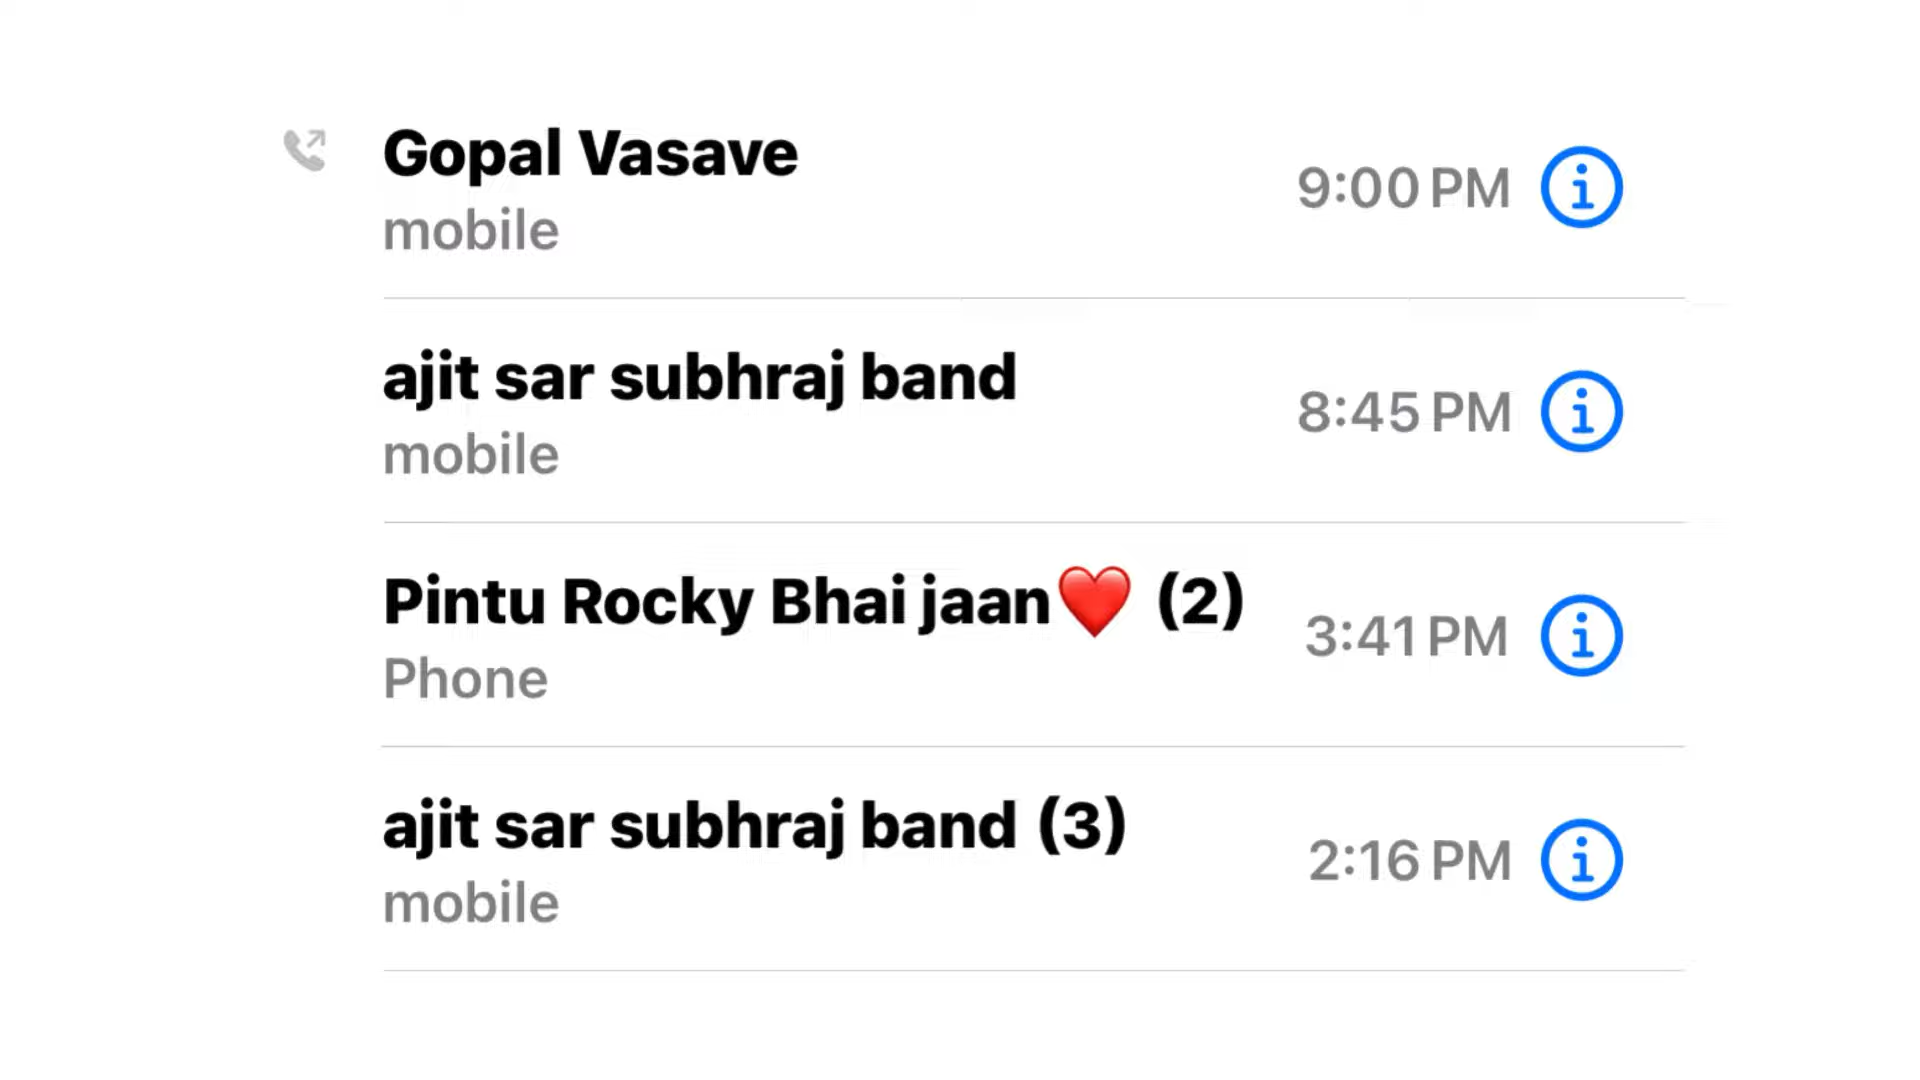 Gopal Vasave
mobile
9:00 PM
ajit sar subhraj band
mobile
8:45 PM
Pintu Rocky Bhai jaan❤️ (2)
Phone
3:41 PM
ajit sar subhraj band (3)
mobile
2:16 PM